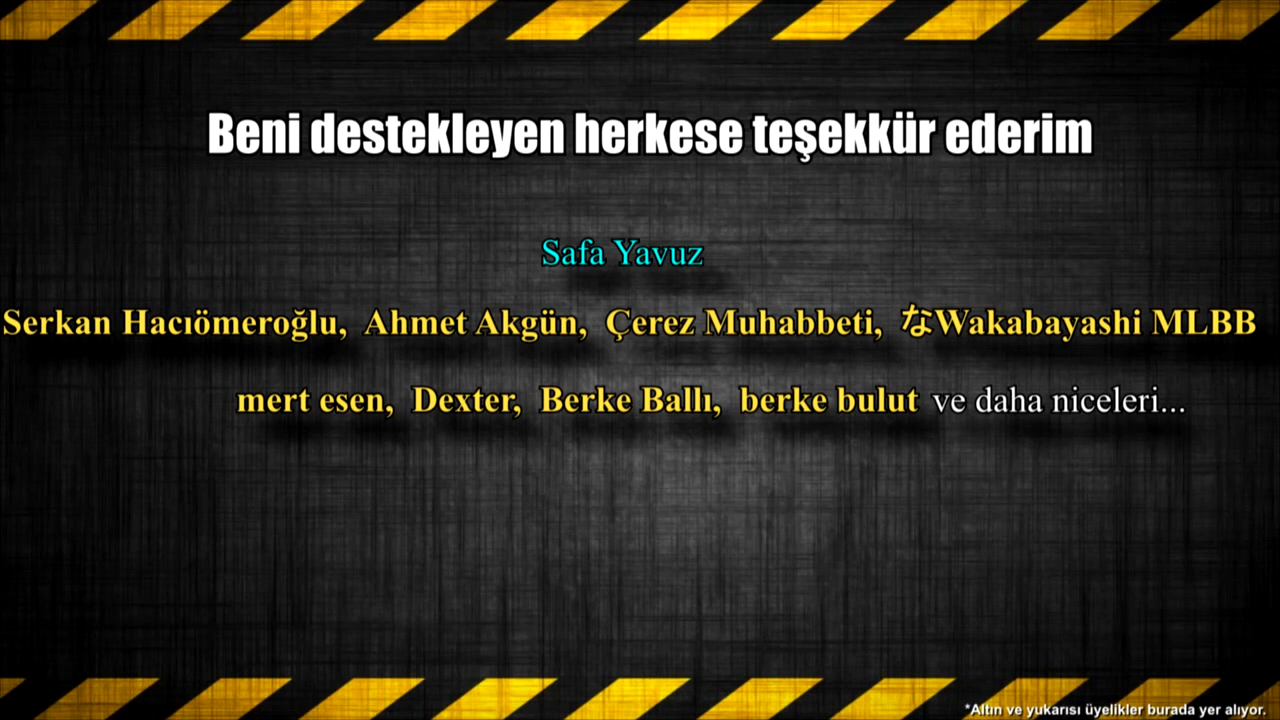 Beni destekleyen herkese teşekkür ederim
Safa Yavuz
Serkan Hacıömeroğlu, Ahmet Akgün, Çerez Muhabbeti, なWakabayashi MLBB
mert esen, Dexter, Berke Ballı, berke bulut ve daha niceleri...
*Altın ve yukarısı üyelikler burada yer alıyor.